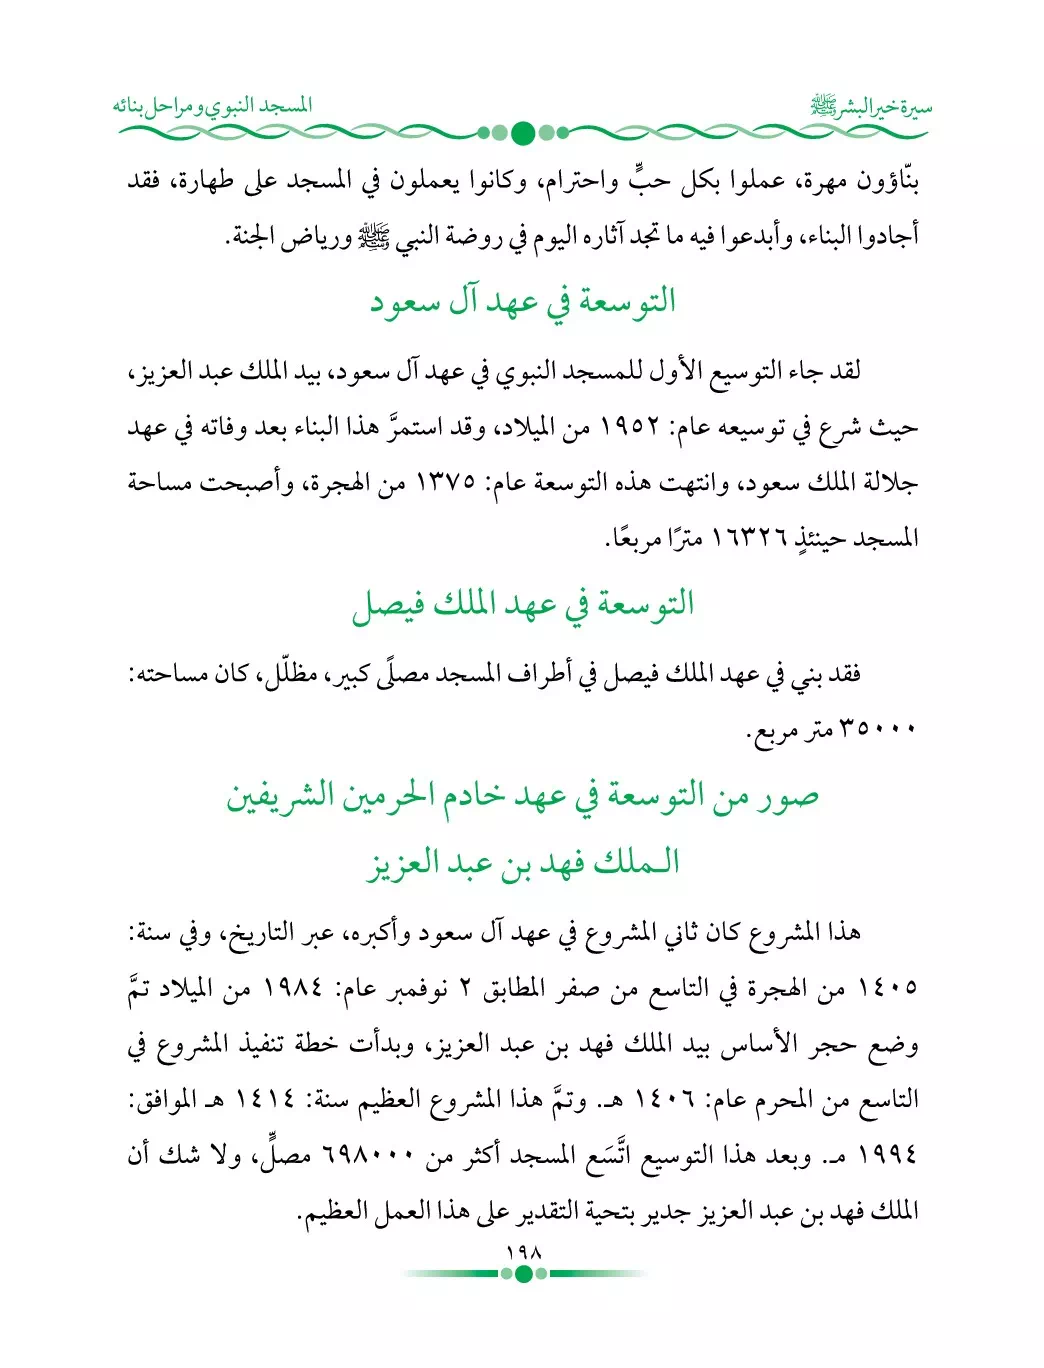 سيرة خير البشر ﷺ
المسجد النبوي ومراحل بنائه
بنّاؤون مهرة، عملوا بكل حبٍّ واحترام، وكانوا يعملون في المسجد على طهارة، فقد
أجادوا البناء، وأبدعوا فيه ما تجد آثاره اليوم في روضة النبي ﷺ ورياض الجنة.
التوسعة في عهد آل سعود
لقد جاء التوسيع الأول للمسجد النبوي في عهد آل سعود، بيد الملك عبد العزيز،
حيث شرع في توسيعه عام: ١٩٥٢ من الميلاد، وقد استمرَّ هذا البناء بعد وفاته في عهد
جلالة الملك سعود، وانتهت هذه التوسعة عام: ١٣٧٥ من الهجرة، وأصبحت مساحة
المسجد حينئذٍ ١٦٣٢٦ مترًا مربعًا.
التوسعة في عهد الملك فيصل
فقد بني في عهد الملك فيصل في أطراف المسجد مصلًى كبير، مظلّل، كان مساحته:
٣٥٠٠٠ متر مربع.
صور من التوسعة في عهد خادم الحرمين الشريفين
الـملك فهد بن عبد العزيز
هذا المشروع كان ثاني المشروع في عهد آل سعود وأكبره، عبر التاريخ، وفي سنة:
١٤٠٥ من الهجرة في التاسع من صفر المطابق ٢ نوفمبر عام: ١٩٨٤ من الميلاد تمَّ
وضع حجر الأساس بيد الملك فهد بن عبد العزيز، وبدأت خطة تنفيذ المشروع في
التاسع من المحرم عام: ١٤٠٦ هـ. وتمَّ هذا المشروع العظيم سنة: ١٤١٤ هـ الموافق:
١٩٩٤ مـ. وبعد هذا التوسيع اتَّسَع المسجد أكثر من ٦٩٨٠٠٠ مصلٍّ، ولا شك أن
الملك فهد بن عبد العزيز جدير بتحية التقدير على هذا العمل العظيم.
١٩٨